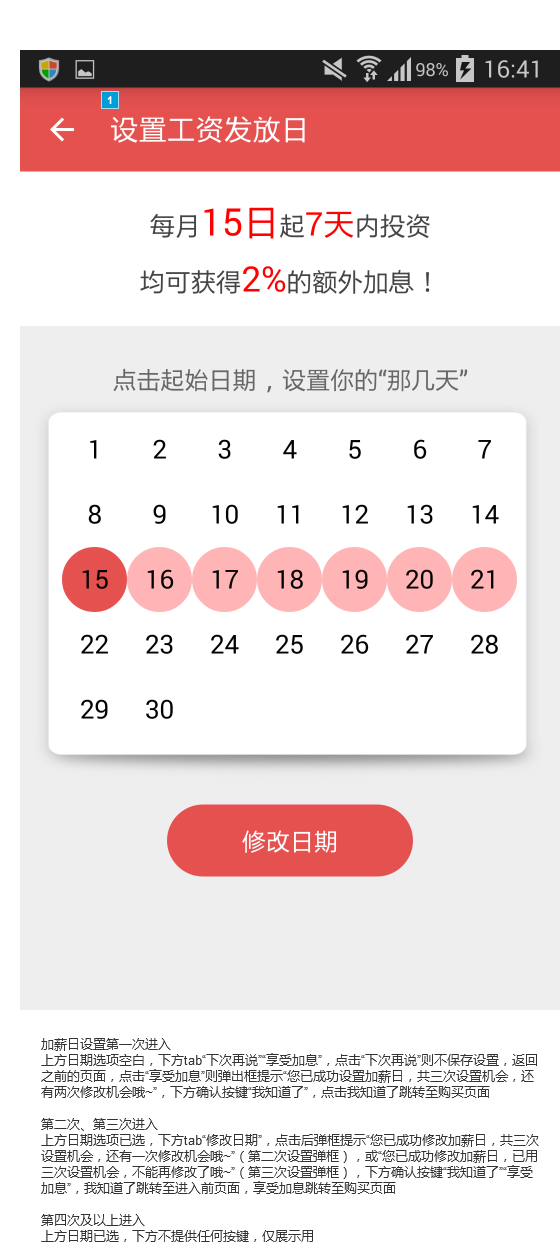 98% 16:41
1
设置工资发放日
每月15日起7天内投资
均可获得2%的额外加息！
点击起始日期，设置你的“那几天”
1 2 3 4 5 6 7
8 9 10 11 12 13 14
15 16 17 18 19 20 21
22 23 24 25 26 27 28
29 30
修改日期
加薪日设置第一次进入
上方日期选项空白，下方tab“下次再说”“享受加息”，点击“下次再说”则不保存设置，返回
之前的页面，点击“享受加息”则弹出框提示“您已成功设置加薪日，共三次设置机会，还
有两次修改机会哦~”，下方确认按键“我知道了”，点击我知道了跳转至购买页面
第二次、第三次进入
上方日期选项已选，下方tab“修改日期”，点击后弹框提示“您已成功修改加薪日，共三次
设置机会，还有一次修改机会哦~”（第二次设置弹框），或“您已成功修改加薪日，已用
三次设置机会，不能再修改了哦~”（第三次设置弹框），下方确认按键“我知道了”“享受
加息”，我知道了跳转至进入前页面，享受加息跳转至购买页面
第四次及以上进入
上方日期已选，下方不提供任何按键，仅展示用